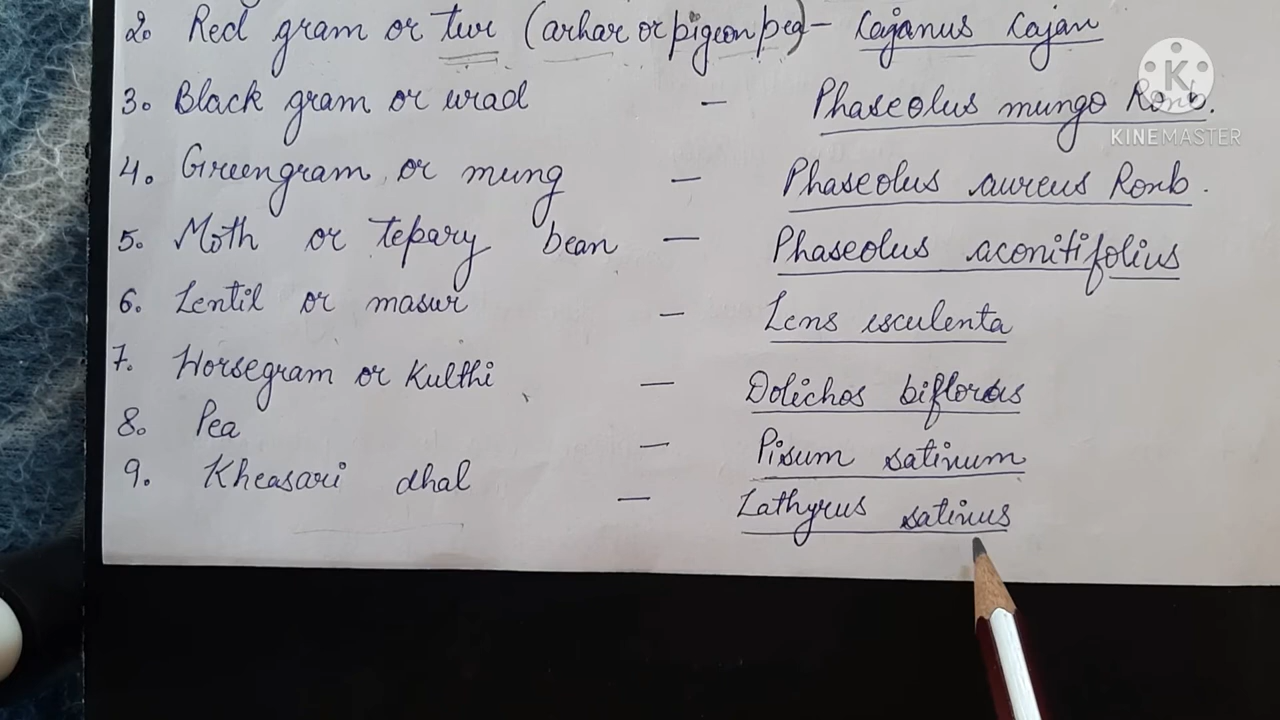 2. Red gram or tur (arhar or pigeon pea) - Cajanus Cajan
3. Black gram or urad - Phaseolus mungo Roxb.
4. Greengram or mung - Phaseolus aureus Roxb.
5. Moth or tepary bean - Phaseolus aconitifolius
6. Lentil or masur - Lens esculenta
7. Horsegram or Kulthi - Dolichos biflorus
8. Pea - Pisum sativum
9. Kheasari dhal - Lathyrus sativus
K
KINEMASTER